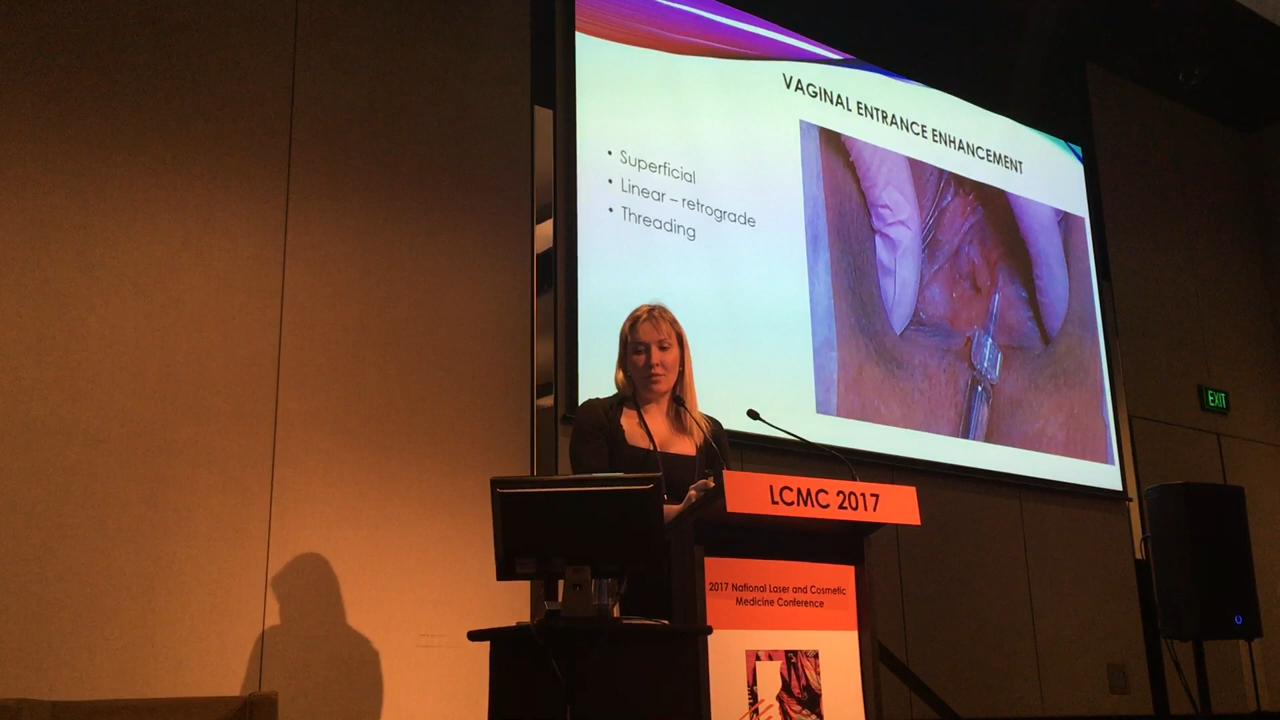 VAGINAL ENTRANCE ENHANCEMENT
• Superficial
• Linear – retrograde
• Threading
LCMC 2017
2017 National Laser and Cosmetic
Medicine Conference
EXIT